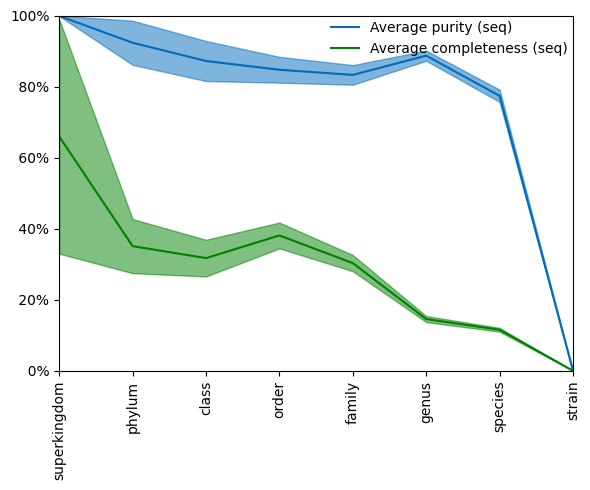 100%
80%
60%
40%
20%
0%
Average purity (seq)
Average completeness (seq)
superkingdom
phylum
class
order
family
genus
species
strain